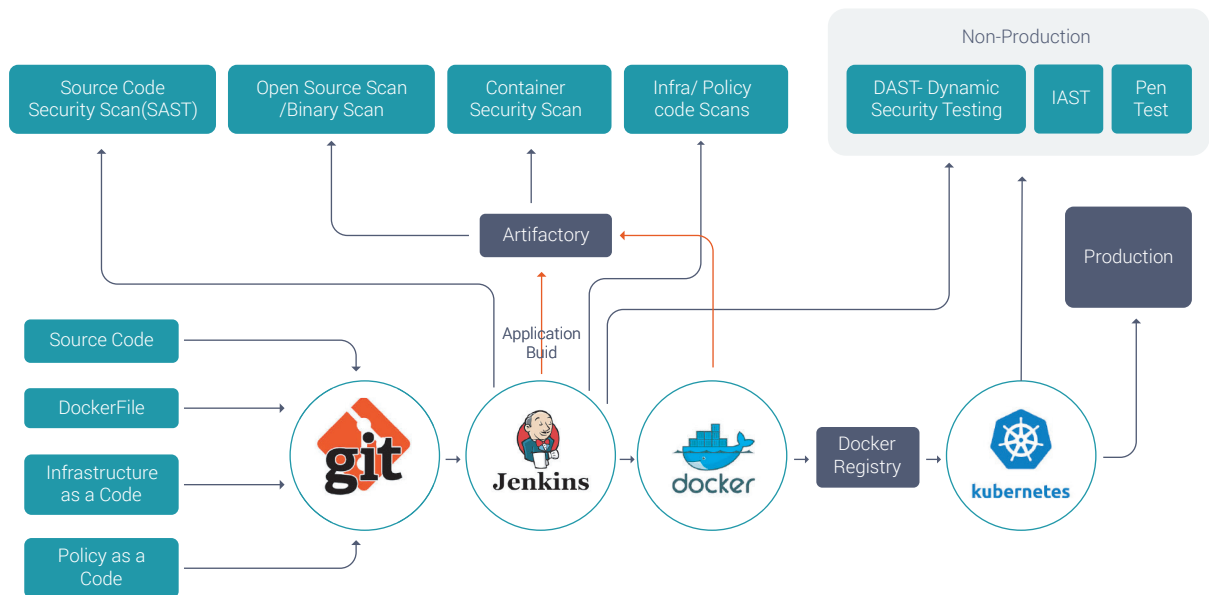 Non-Production
Source Code
Security Scan(SAST)
Open Source Scan
/Binary Scan
Container
Security Scan
Infra/ Policy
code Scans
DAST- Dynamic
Security Testing
IAST
Pen
Test
Artifactory
Production
Application
Buid
Source Code
DockerFile
Infrastructure
as a Code
Policy as a
Code
git
Jenkins
docker
Docker
Registry
kubernetes